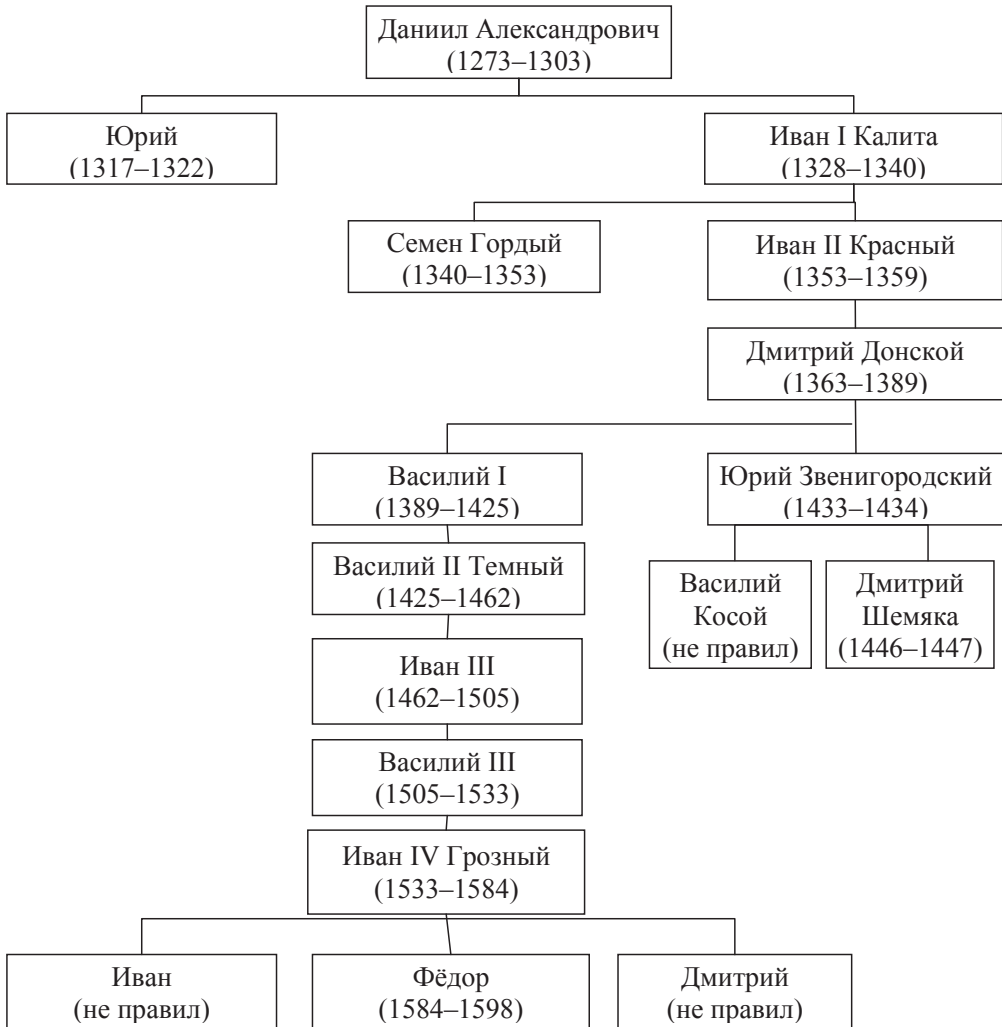 Даниил Александрович
(1273–1303)
Юрий
(1317–1322)
Иван I Калита
(1328–1340)
Семен Гордый
(1340–1353)
Иван II Красный
(1353–1359)
Дмитрий Донской
(1363–1389)
Василий I
(1389–1425)
Юрий Звенигородский
(1433–1434)
Василий II Темный
(1425–1462)
Василий
Косой
(не правил)
Дмитрий
Шемяка
(1446–1447)
Иван III
(1462–1505)
Василий III
(1505–1533)
Иван IV Грозный
(1533–1584)
Иван
(не правил)
Фёдор
(1584–1598)
Дмитрий
(не правил)